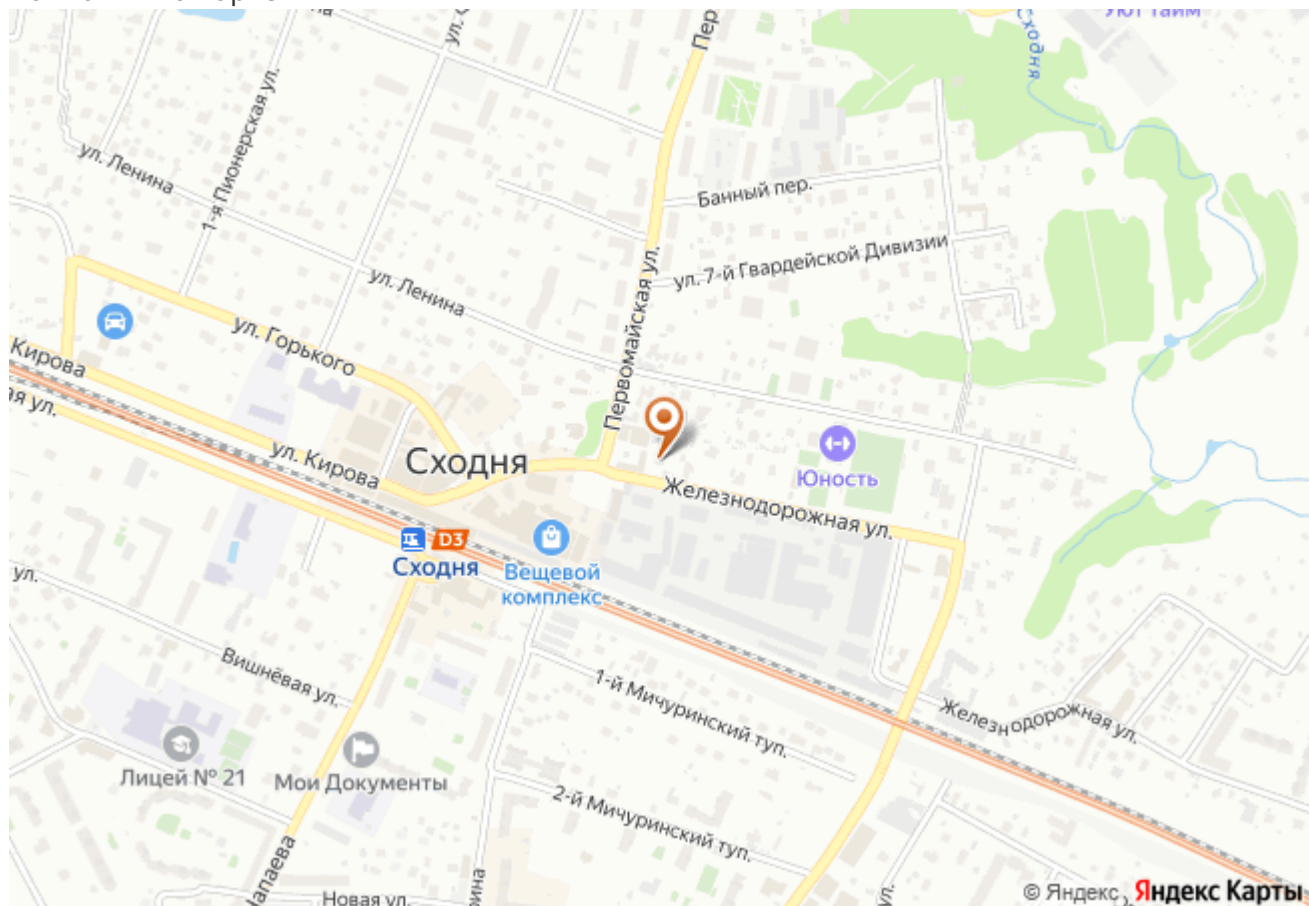 Уют Тайм
Сходня
1-я Пионерская ул.
ул. Ленина
Банный пер.
ул. 7-й Гвардейской Дивизии
Первомайская ул.
ул. Ленина
ул. Горького
Кирова
ул. Кирова
Сходня
Юность
Железнодорожная ул.
D3
Сходня
Вещевой
комплекс
ул.
Вишнёвая ул.
1-й Мичуринский туп.
Железнодорожная ул.
Лицей № 21
Мои Документы
2-й Мичуринский туп.
Новая ул.
ул.
© Яндекс
Яндекс Карты